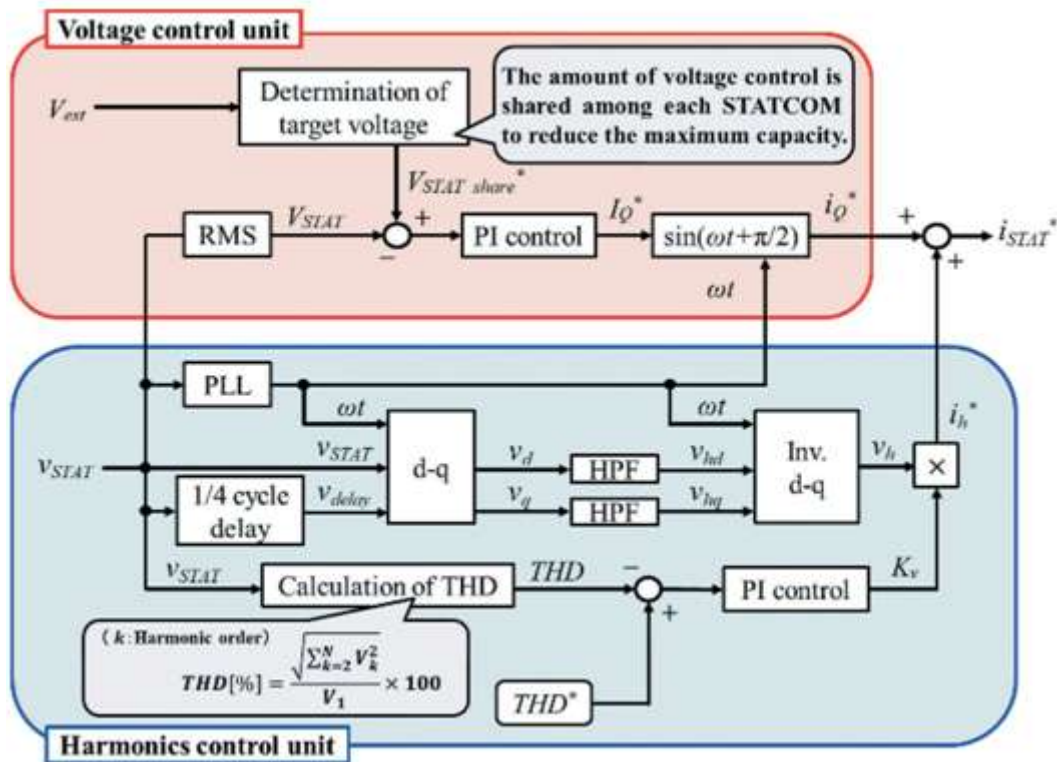 Voltage control unit
The amount of voltage control is
shared among each STATCOM
to reduce the maximum capacity.
V_est
Determination of
target voltage
V_STAT share*
RMS
V_STAT
+
−
PI control
I_Q*
sin(ωt+π/2)
i_Q*
+
+
i_STAT*
ωt
PLL
ωt
ωt
i_h*
v_STAT
v_STAT
d-q
v_d
HPF
v_hd
Inv.
d-q
v_h
×
1/4 cycle
delay
v_delay
v_q
HPF
v_hq
v_STAT
Calculation of THD
THD
−
+
PI control
K_v
( k:Harmonic order)
THD[%] = √(∑_{k=2}^{N} V_k^2) / V_1 × 100
THD*
Harmonics control unit